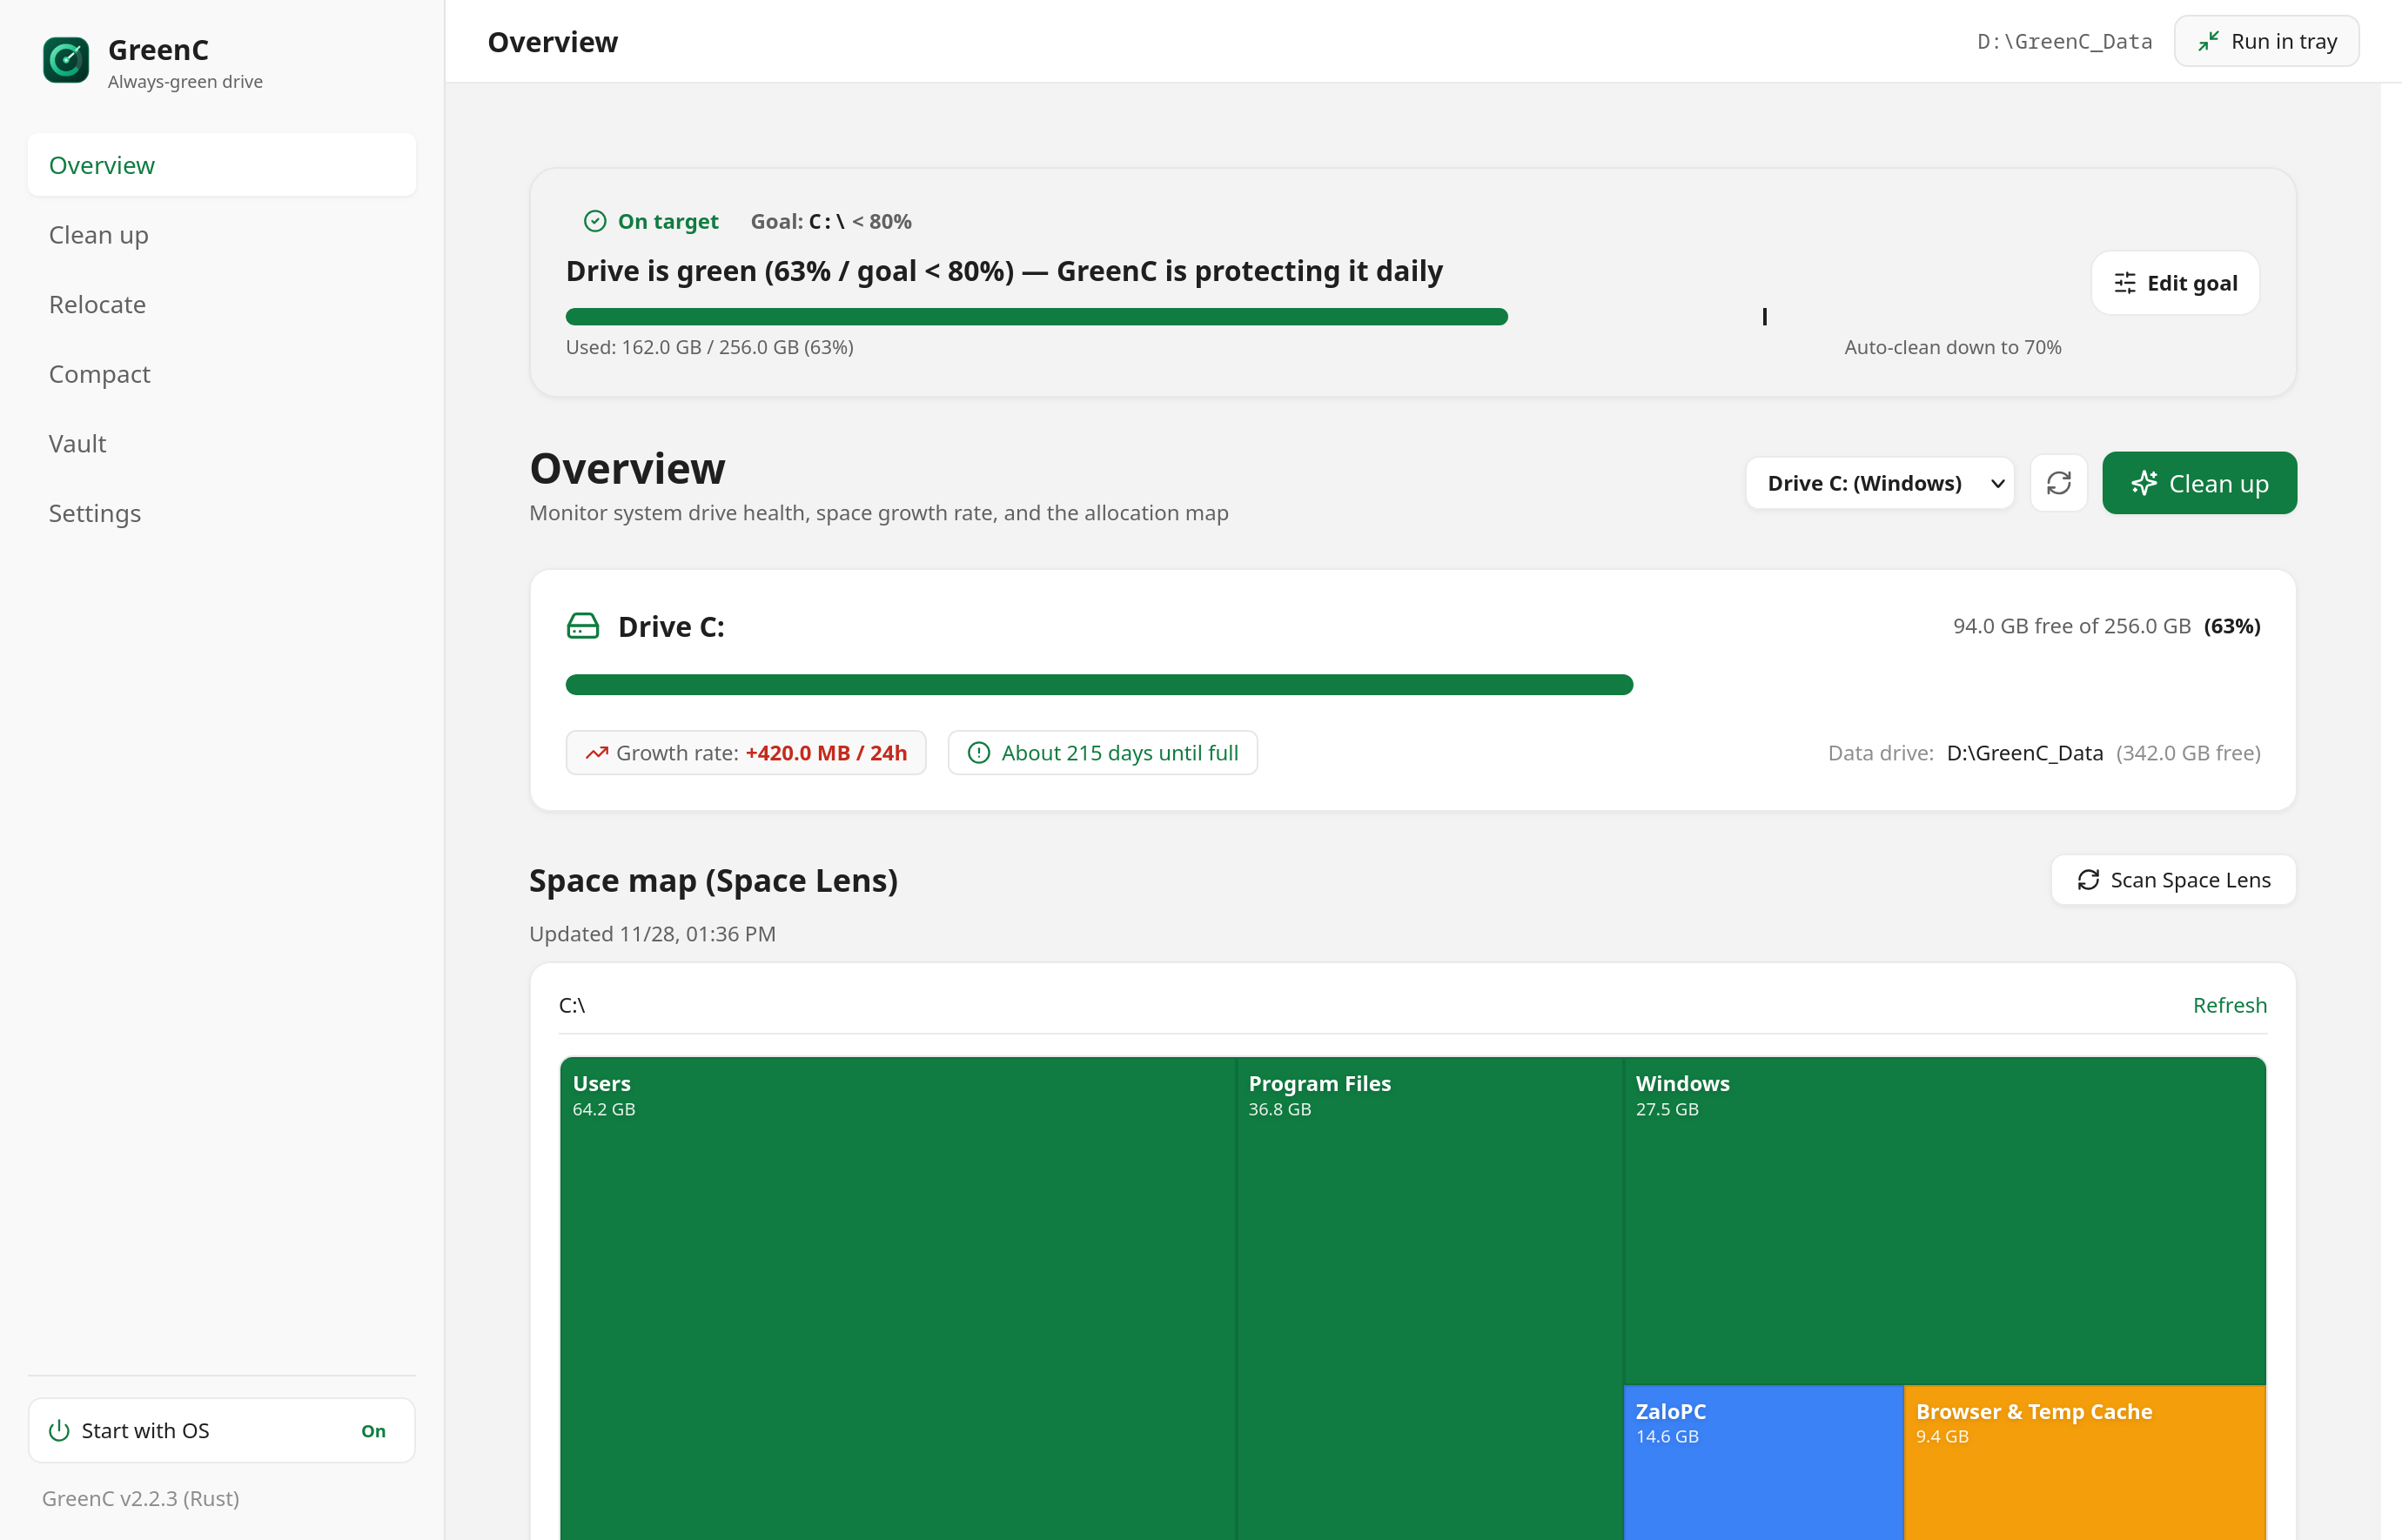 GreenC
Always-green drive
Overview
Clean up
Relocate
Compact
Vault
Settings
Start with OS
On
GreenC v2.2.3 (Rust)
Overview
D:\GreenC_Data
Run in tray
On target
Goal: C:\ < 80%
Drive is green (63% / goal < 80%) — GreenC is protecting it daily
Used: 162.0 GB / 256.0 GB (63%)
Auto-clean down to 70%
Edit goal
Overview
Monitor system drive health, space growth rate, and the allocation map
Drive C: (Windows)
Clean up
Drive C:
94.0 GB free of 256.0 GB (63%)
Growth rate: +420.0 MB / 24h
About 215 days until full
Data drive: D:\GreenC_Data (342.0 GB free)
Space map (Space Lens)
Scan Space Lens
Updated 11/28, 01:36 PM
C:\
Refresh
Users
64.2 GB
Program Files
36.8 GB
Windows
27.5 GB
ZaloPC
14.6 GB
Browser & Temp Cache
9.4 GB